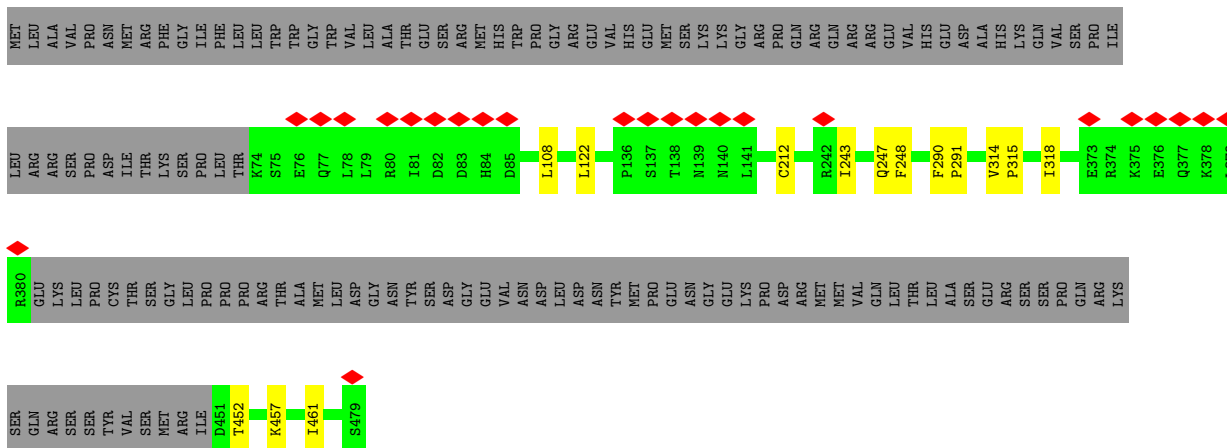 MET LEU ALA VAL PRO ASN MET ARG PHE GLY ILE PHE LEU LEU TRP TRP GLY TRP VAL LEU ALA THR GLU SER ARG MET HIS TRP PRO GLY ARG GLU VAL HIS GLU MET SER LYS LYS GLY ARG PRO GLN ARG GLN ARG ARG GLU VAL HIS GLU ASP ALA HIS LYS GLN VAL SER PRO ILE
LEU ARG ARG SER PRO ASP ILE THR LYS SER PRO LEU THR K74 S75 E76 Q77 L78 L79 R80 I81 D82 D83 H84 D85 L108 L122 P136 S137 T138 N139 N140 L141 C212 R242 I243 Q247 F248 F290 P291 V314 P315 I318 E373 R374 K375 E376 Q377 K378
R380 GLU LYS LEU PRO CYS THR SER GLY LEU PRO PRO PRO ARG THR ALA MET LEU ASP GLY ASN TYR SER ASP GLY GLU VAL ASN ASP LEU ASP ASN TYR MET PRO GLU ASN GLY GLU LYS PRO ASP ARG MET MET VAL GLN LEU THR LEU ALA SER GLU ARG SER SER PRO GLN ARG LYS
SER GLN ARG SER SER TYR VAL SER MET ARG ILE D451 T452 K457 I461 S479